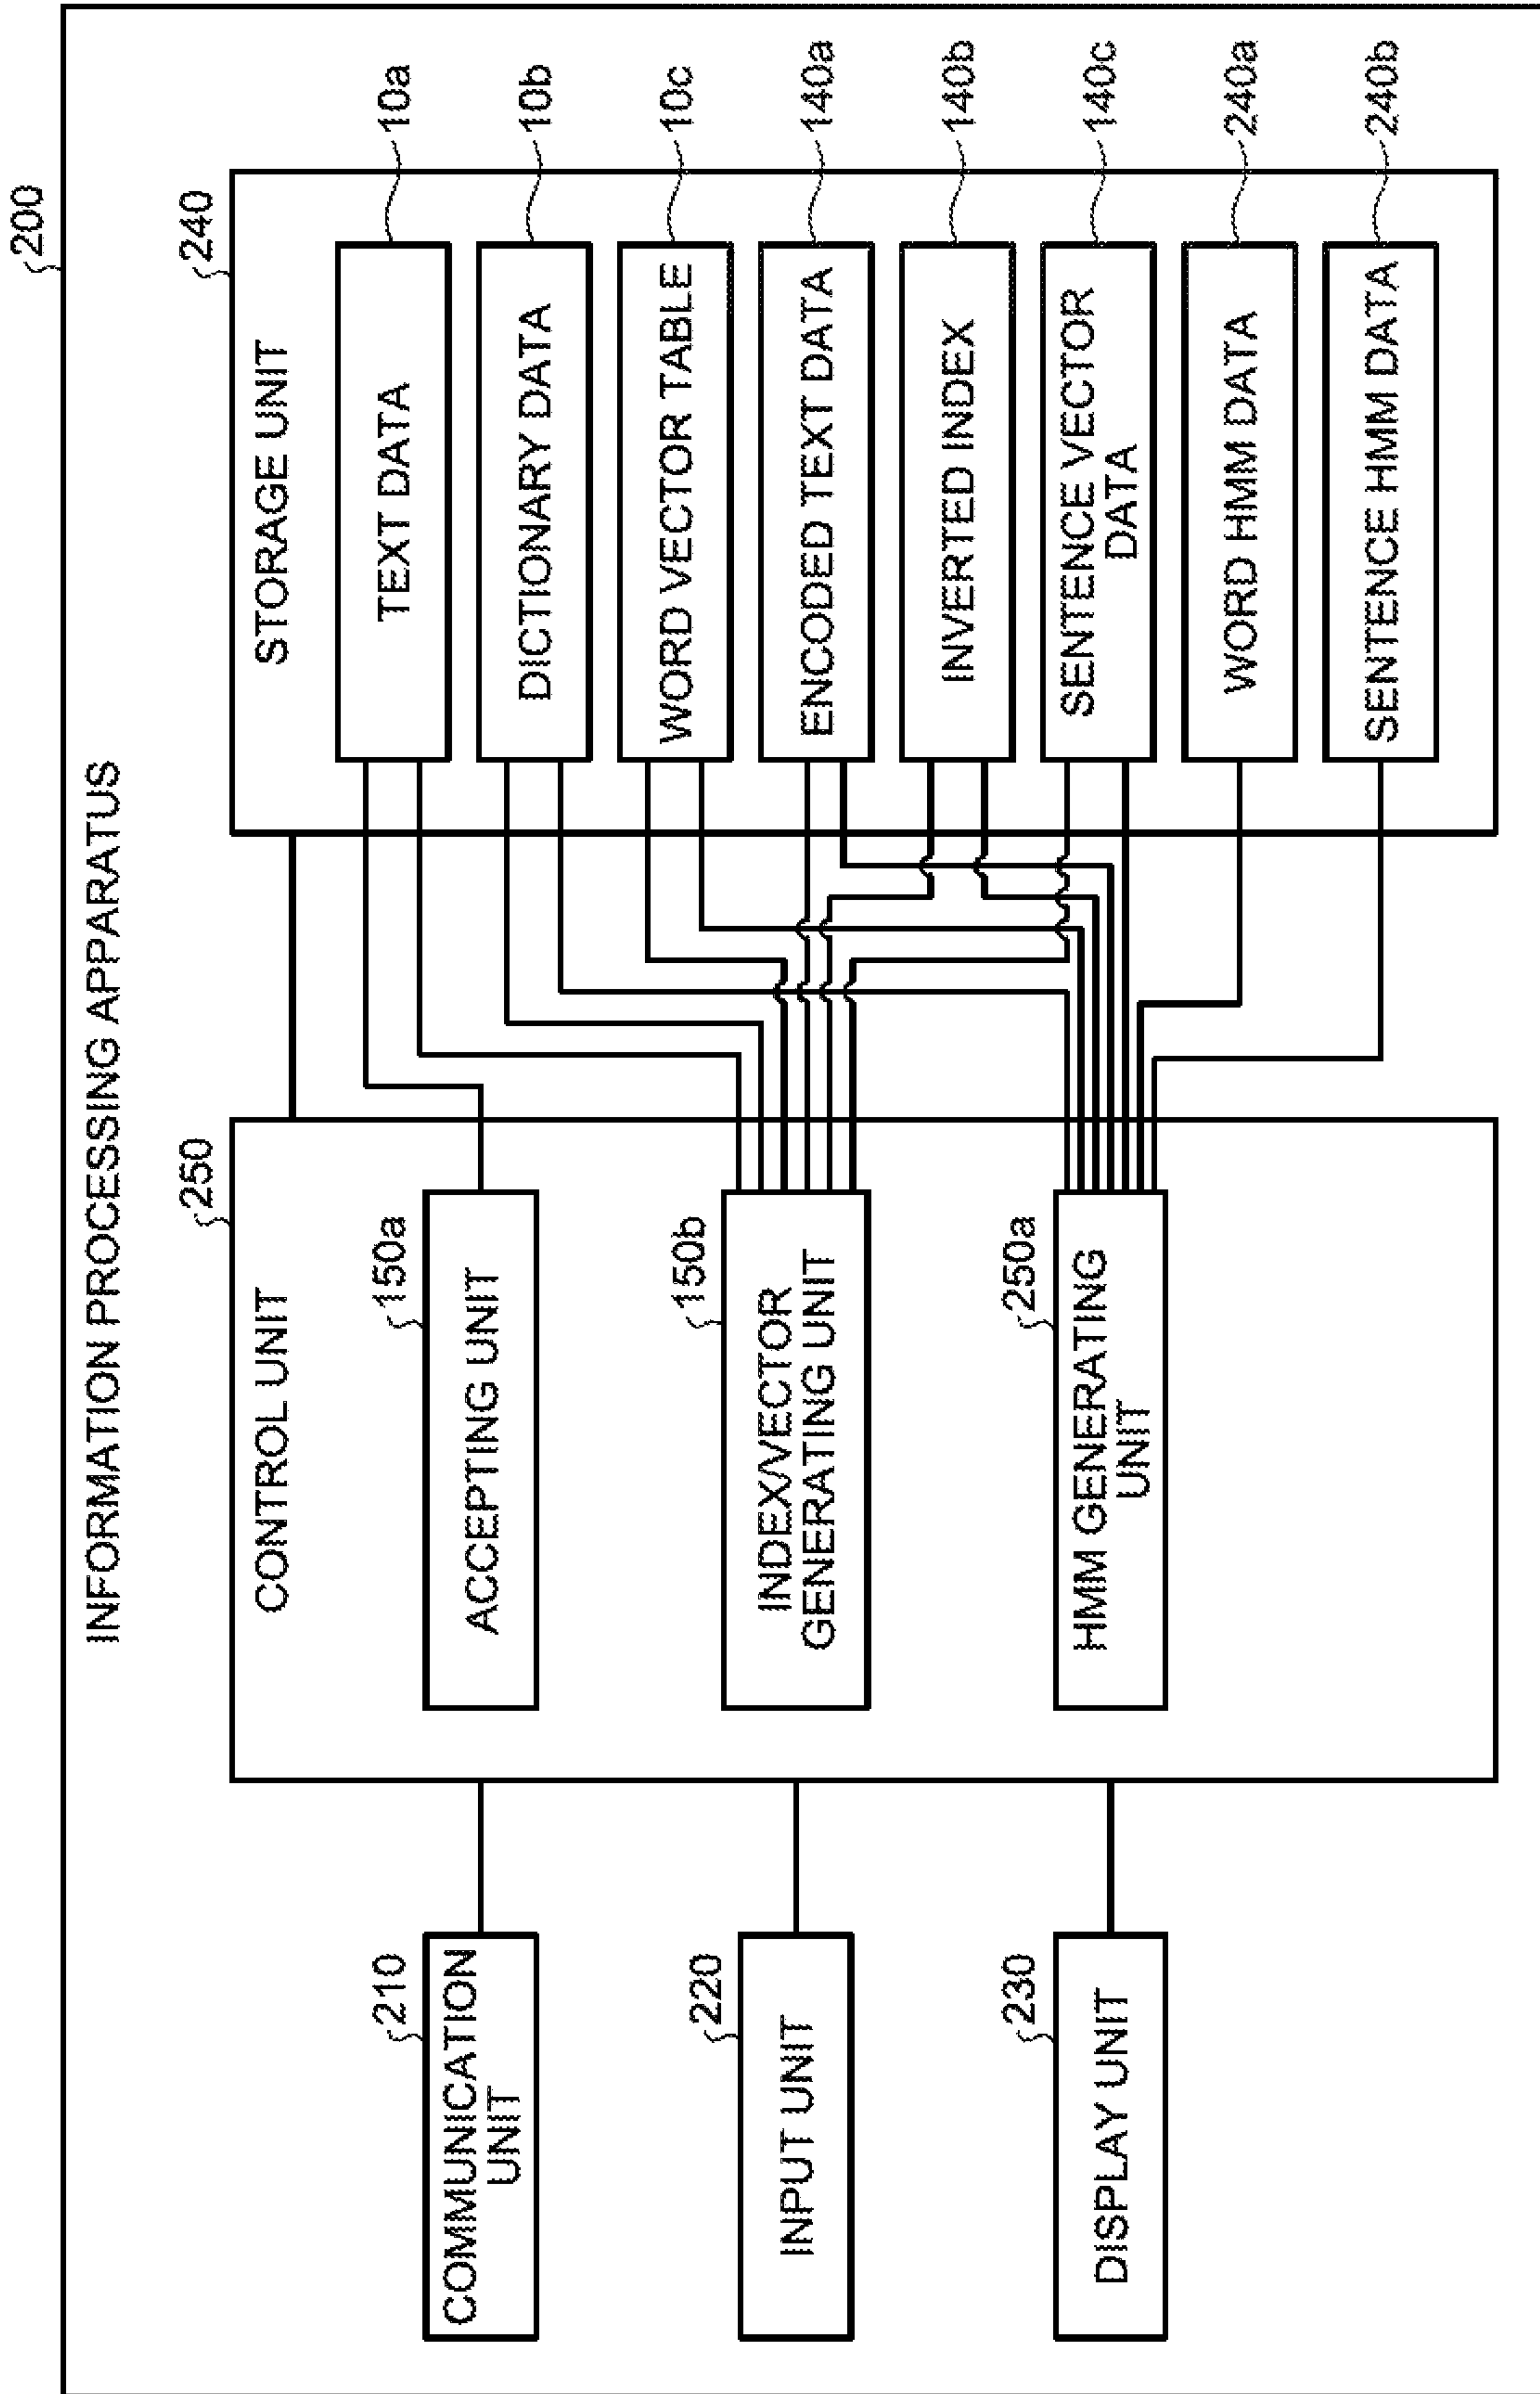 200
INFORMATION PROCESSING APPARATUS
210
COMMUNICATION
UNIT
220
INPUT UNIT
230
DISPLAY UNIT
250
CONTROL UNIT
150a
ACCEPTING UNIT
150b
INDEX/VECTOR
GENERATING UNIT
250a
HMM GENERATING
UNIT
240
STORAGE UNIT
TEXT DATA
10a
DICTIONARY DATA
10b
WORD VECTOR TABLE
10c
ENCODED TEXT DATA
140a
INVERTED INDEX
140b
SENTENCE VECTOR
DATA
140c
WORD HMM DATA
240a
SENTENCE HMM DATA
240b